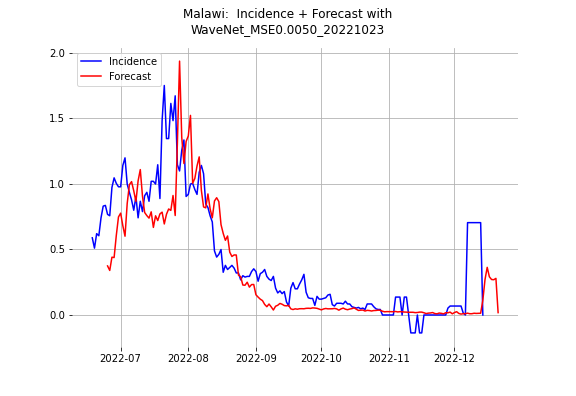 Malawi:  Incidence + Forecast with
WaveNet_MSE0.0050_20221023
2.0
Incidence
Forecast
1.5
1.0
0.5
0.0
2022-07 2022-08 2022-09 2022-10 2022-11 2022-12